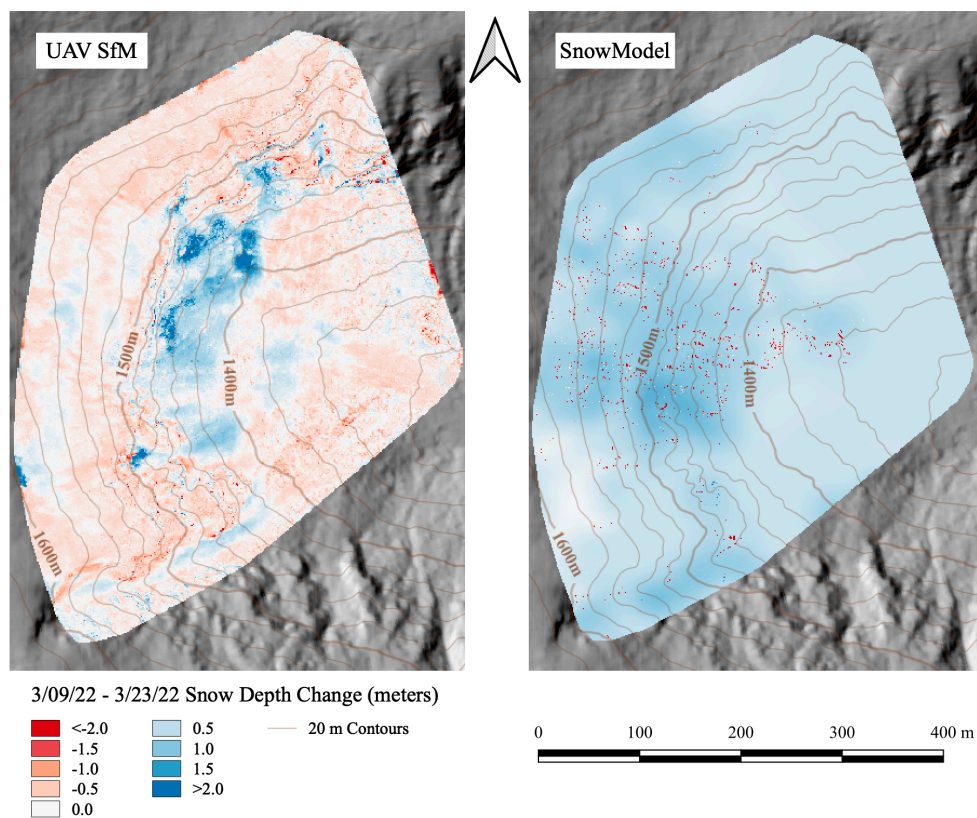 UAV SfM
SnowModel
1500m
1400m
1600m
1500m
1400m
1600m
3/09/22 - 3/23/22 Snow Depth Change (meters)
<-2.0
-1.5
-1.0
-0.5
0.0
0.5
1.0
1.5
>2.0
20 m Contours
0 100 200 300 400 m